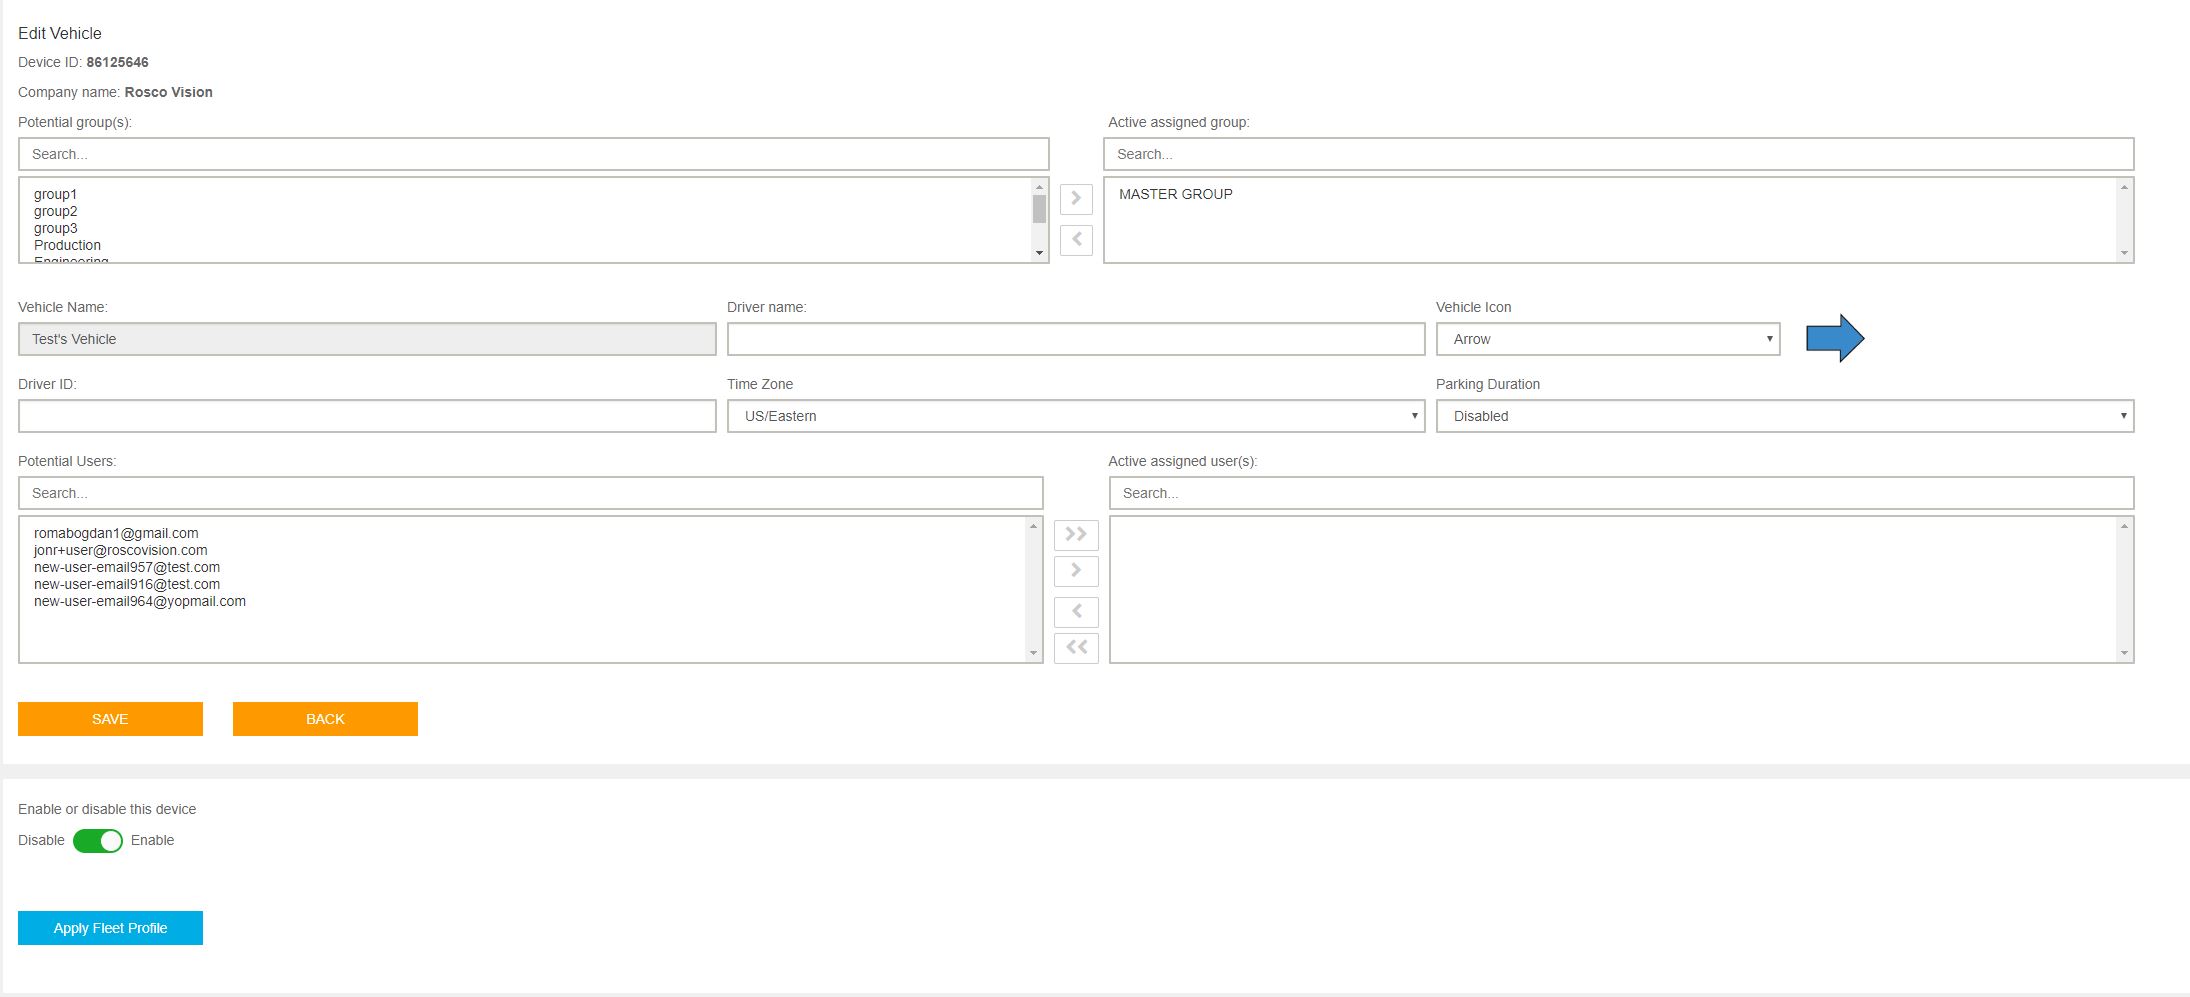 Edit Vehicle
Device ID: 86125646
Company name: Rosco Vision
Potential group(s):
Active assigned group:
Search...
Search...
group1
group2
group3
Production
Engineering
MASTER GROUP
Vehicle Name:
Driver name:
Vehicle Icon
Test's Vehicle
Arrow
Driver ID:
Time Zone
Parking Duration
US/Eastern
Disabled
Potential Users:
Active assigned user(s):
Search...
Search...
romabogdan1@gmail.com
jonr+user@roscovision.com
new-user-email957@test.com
new-user-email916@test.com
new-user-email964@yopmail.com
SAVE
BACK
Enable or disable this device
Disable
Enable
Apply Fleet Profile